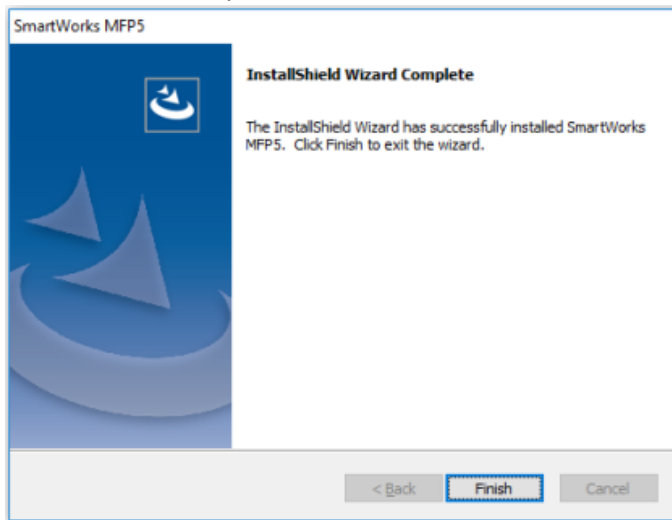 SmartWorks MFP5
InstallShield Wizard Complete
The InstallShield Wizard has successfully installed SmartWorks
MFP5. Click Finish to exit the wizard.
< Back
Finish
Cancel